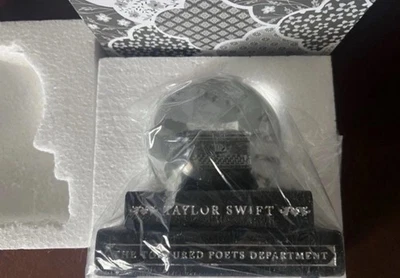 TAYLOR SWIFT
THE TORTURED POETS DEPARTMENT